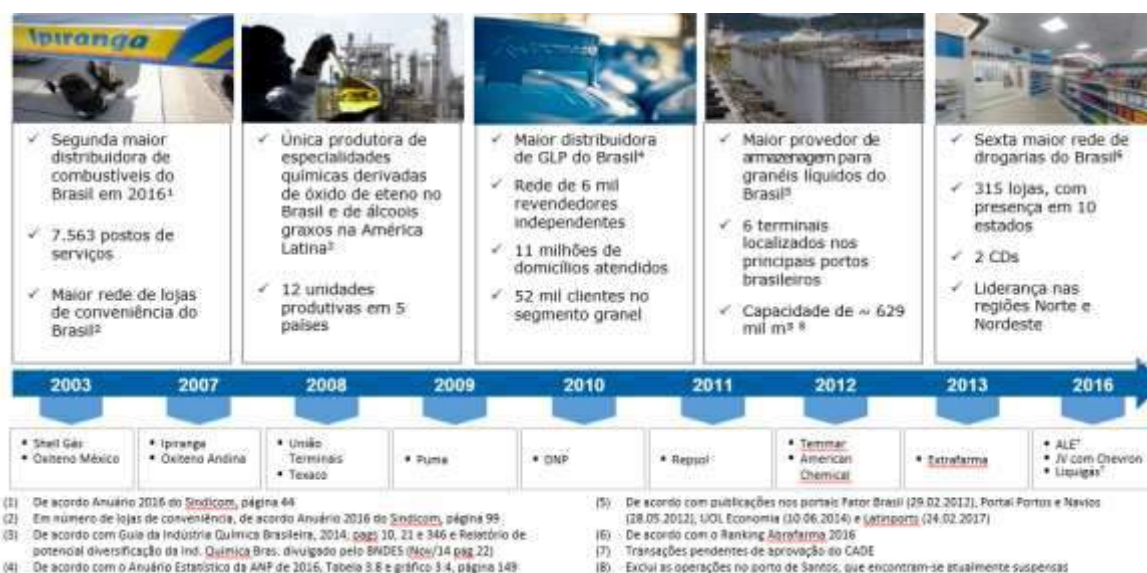 Ipiranga
✓ Segunda maior
distribuidora de
combustíveis do
Brasil em 2016¹
✓ 7.563 postos de
serviços
✓ Maior rede de lojas
de conveniência do
Brasil²
✓ Única produtora de
especialidades
químicas derivadas
de óxido de eteno no
Brasil e de álcoois
graxos na América
Latina³
✓ 12 unidades
produtivas em 5
países
✓ Maior distribuidora
de GLP do Brasil⁴
✓ Rede de 6 mil
revendedores
independentes
✓ 11 milhões de
domicílios atendidos
✓ 52 mil clientes no
segmento granel
✓ Maior provedor de
armazenagem para
granéis líquidos do
Brasil⁵
✓ 6 terminais
localizados nos
principais portos
brasileiros
✓ Capacidade de ~ 629
mil m³ ⁸
✓ Sexta maior rede de
drogarias do Brasil⁶
✓ 315 lojas, com
presença em 10
estados
✓ 2 CDs
✓ Liderança nas
regiões Norte e
Nordeste
2003 2007 2008 2009 2010 2011 2012 2013 2016
• Shell Gás
• Oxiteno México
• Ipiranga
• Oxiteno Andina
• União
Terminais
• Texaco
• Puma
• DNP
• Repsol
• Temmar
• American
Chemical
• Extrafarma
• ALE⁷
• JV com Chevron
• Liquigás⁷
(1) De acordo Anuário 2016 do Sindicom, página 44
(2) Em número de lojas de conveniência, de acordo Anuário 2016 do Sindicom, página 99
(3) De acordo com Guia da Indústria Química Brasileira, 2014, pags 10, 21 e 346 e Relatório de
potencial diversificação da Ind. Química Bras. divulgado pelo BNDES (Nov/14 pag 22)
(4) De acordo com o Anuário Estatístico da ANP de 2016, Tabela 3.8 e gráfico 3.4, página 149
(5) De acordo com publicações nos portais Fator Brasil (29.02.2012), Portal Portos e Navios
(28.05.2012), UOL Economia (10.06.2014) e Latinports (24.02.2017)
(6) De acordo com o Ranking Abrafarma 2016
(7) Transações pendentes de aprovação do CADE
(8) Exclui as operações no porto de Santos, que encontram-se atualmente suspensas